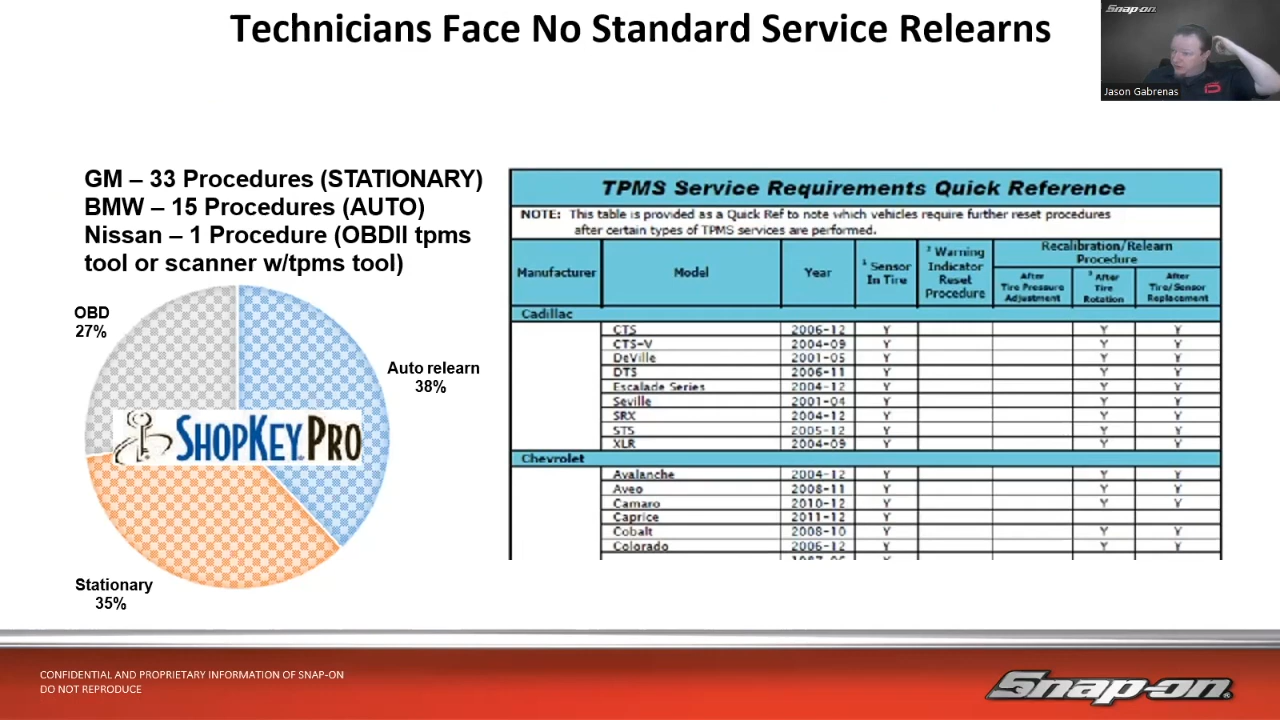 Technicians Face No Standard Service Relearns
Snap-on
Jason Gabrenas
GM – 33 Procedures (STATIONARY)
BMW – 15 Procedures (AUTO)
Nissan – 1 Procedure (OBDII tpms
tool or scanner w/tpms tool)
OBD
27%
Auto relearn
38%
SHOPKEY.PRO
Stationary
35%
TPMS Service Requirements Quick Reference
NOTE: This table is provided as a Quick Ref to note which vehicles require further reset procedures
after certain types of TPMS services are performed.
Manufacturer Model Year 1 Sensor In Tire Warning Indicator Reset Procedure Recalibration/Relearn Procedure
After Tire Pressure Adjustment After Tire Rotation After Tire/Sensor Replacement
Cadillac
CTS 2006-12 Y Y Y
CTS-V 2004-09 Y Y Y
DeVille 2001-05 Y Y Y
DTS 2006-11 Y Y Y
Escalade Series 2004-12 Y Y Y
Seville 2001-04 Y Y Y
SRX 2004-12 Y Y Y
STS 2005-12 Y Y Y
XLR 2004-09 Y Y Y
Chevrolet
Avalanche 2004-12 Y Y Y
Aveo 2008-11 Y Y Y
Camaro 2010-12 Y Y Y
Caprice 2011-12 Y
Cobalt 2008-10 Y Y Y
Colorado 2006-12 Y Y Y
CONFIDENTIAL AND PROPRIETARY INFORMATION OF SNAP-ON
DO NOT REPRODUCE
Snap-on